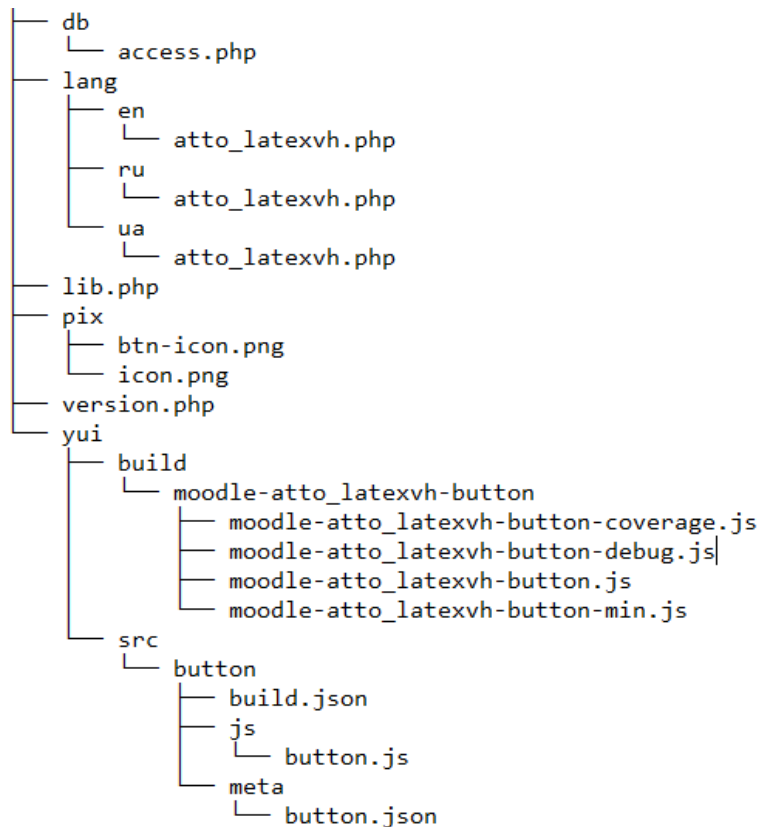 db
access.php
lang
en
atto_latexvh.php
ru
atto_latexvh.php
ua
atto_latexvh.php
lib.php
pix
btn-icon.png
icon.png
version.php
yui
build
moodle-atto_latexvh-button
moodle-atto_latexvh-button-coverage.js
moodle-atto_latexvh-button-debug.js
moodle-atto_latexvh-button.js
moodle-atto_latexvh-button-min.js
src
button
build.json
js
button.js
meta
button.json